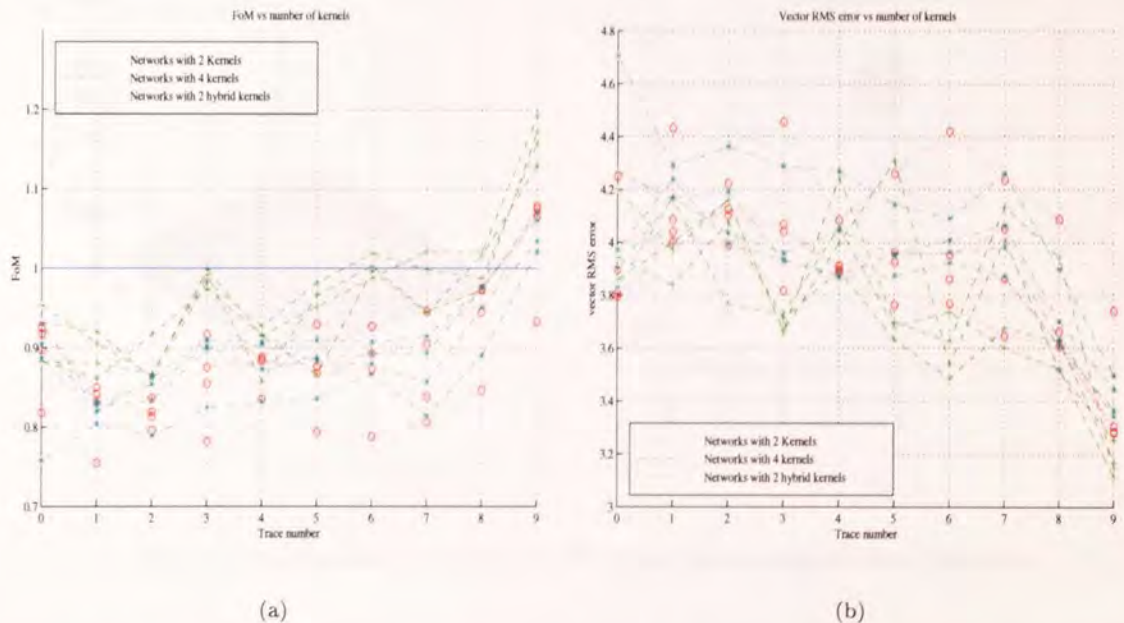 FoM vs number of kernels
Networks with 2 Kernels
Networks with 4 kernels
Networks with 2 hybrid kernels
FoM
1.2
1.1
1
0.9
0.8
0.7
0 1 2 3 4 5 6 7 8 9
Trace number
(a)
Vector RMS error vs number of kernels
vector RMS error
4.8
4.6
4.4
4.2
4
3.8
3.6
3.4
3.2
3
Networks with 2 Kernels
Networks with 4 kernels
Networks with 2 hybrid kernels
0 1 2 3 4 5 6 7 8 9
Trace number
(b)